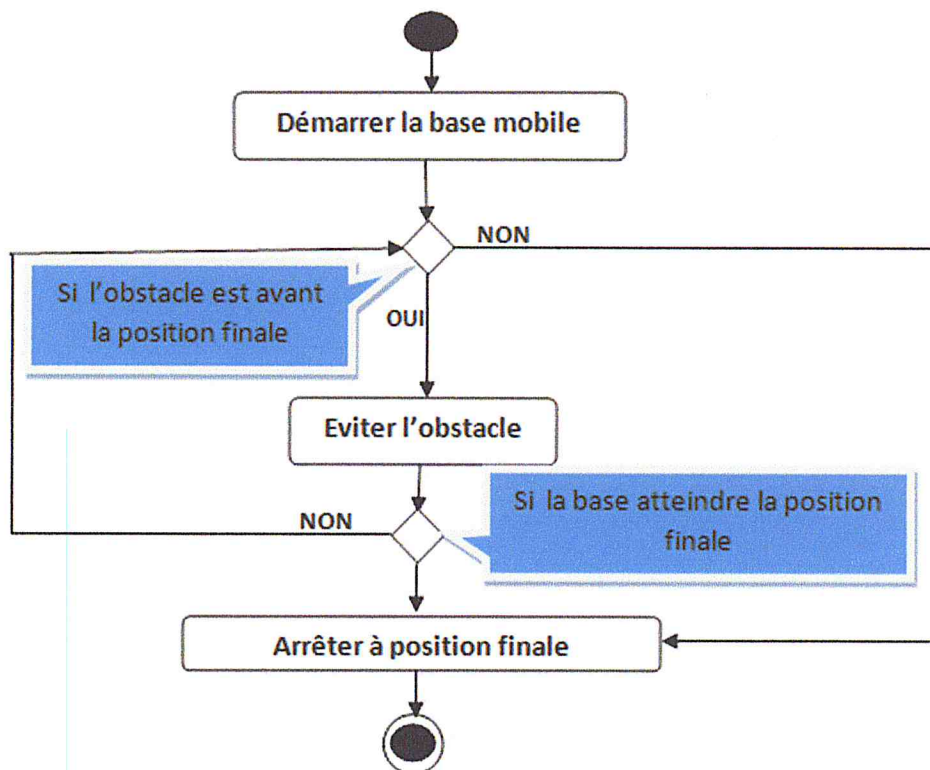 Démarrer la base mobile
NON
Si l'obstacle est avant
la position finale
OUI
Eviter l'obstacle
Si la base atteindre la position
finale
NON
Arrêter à position finale